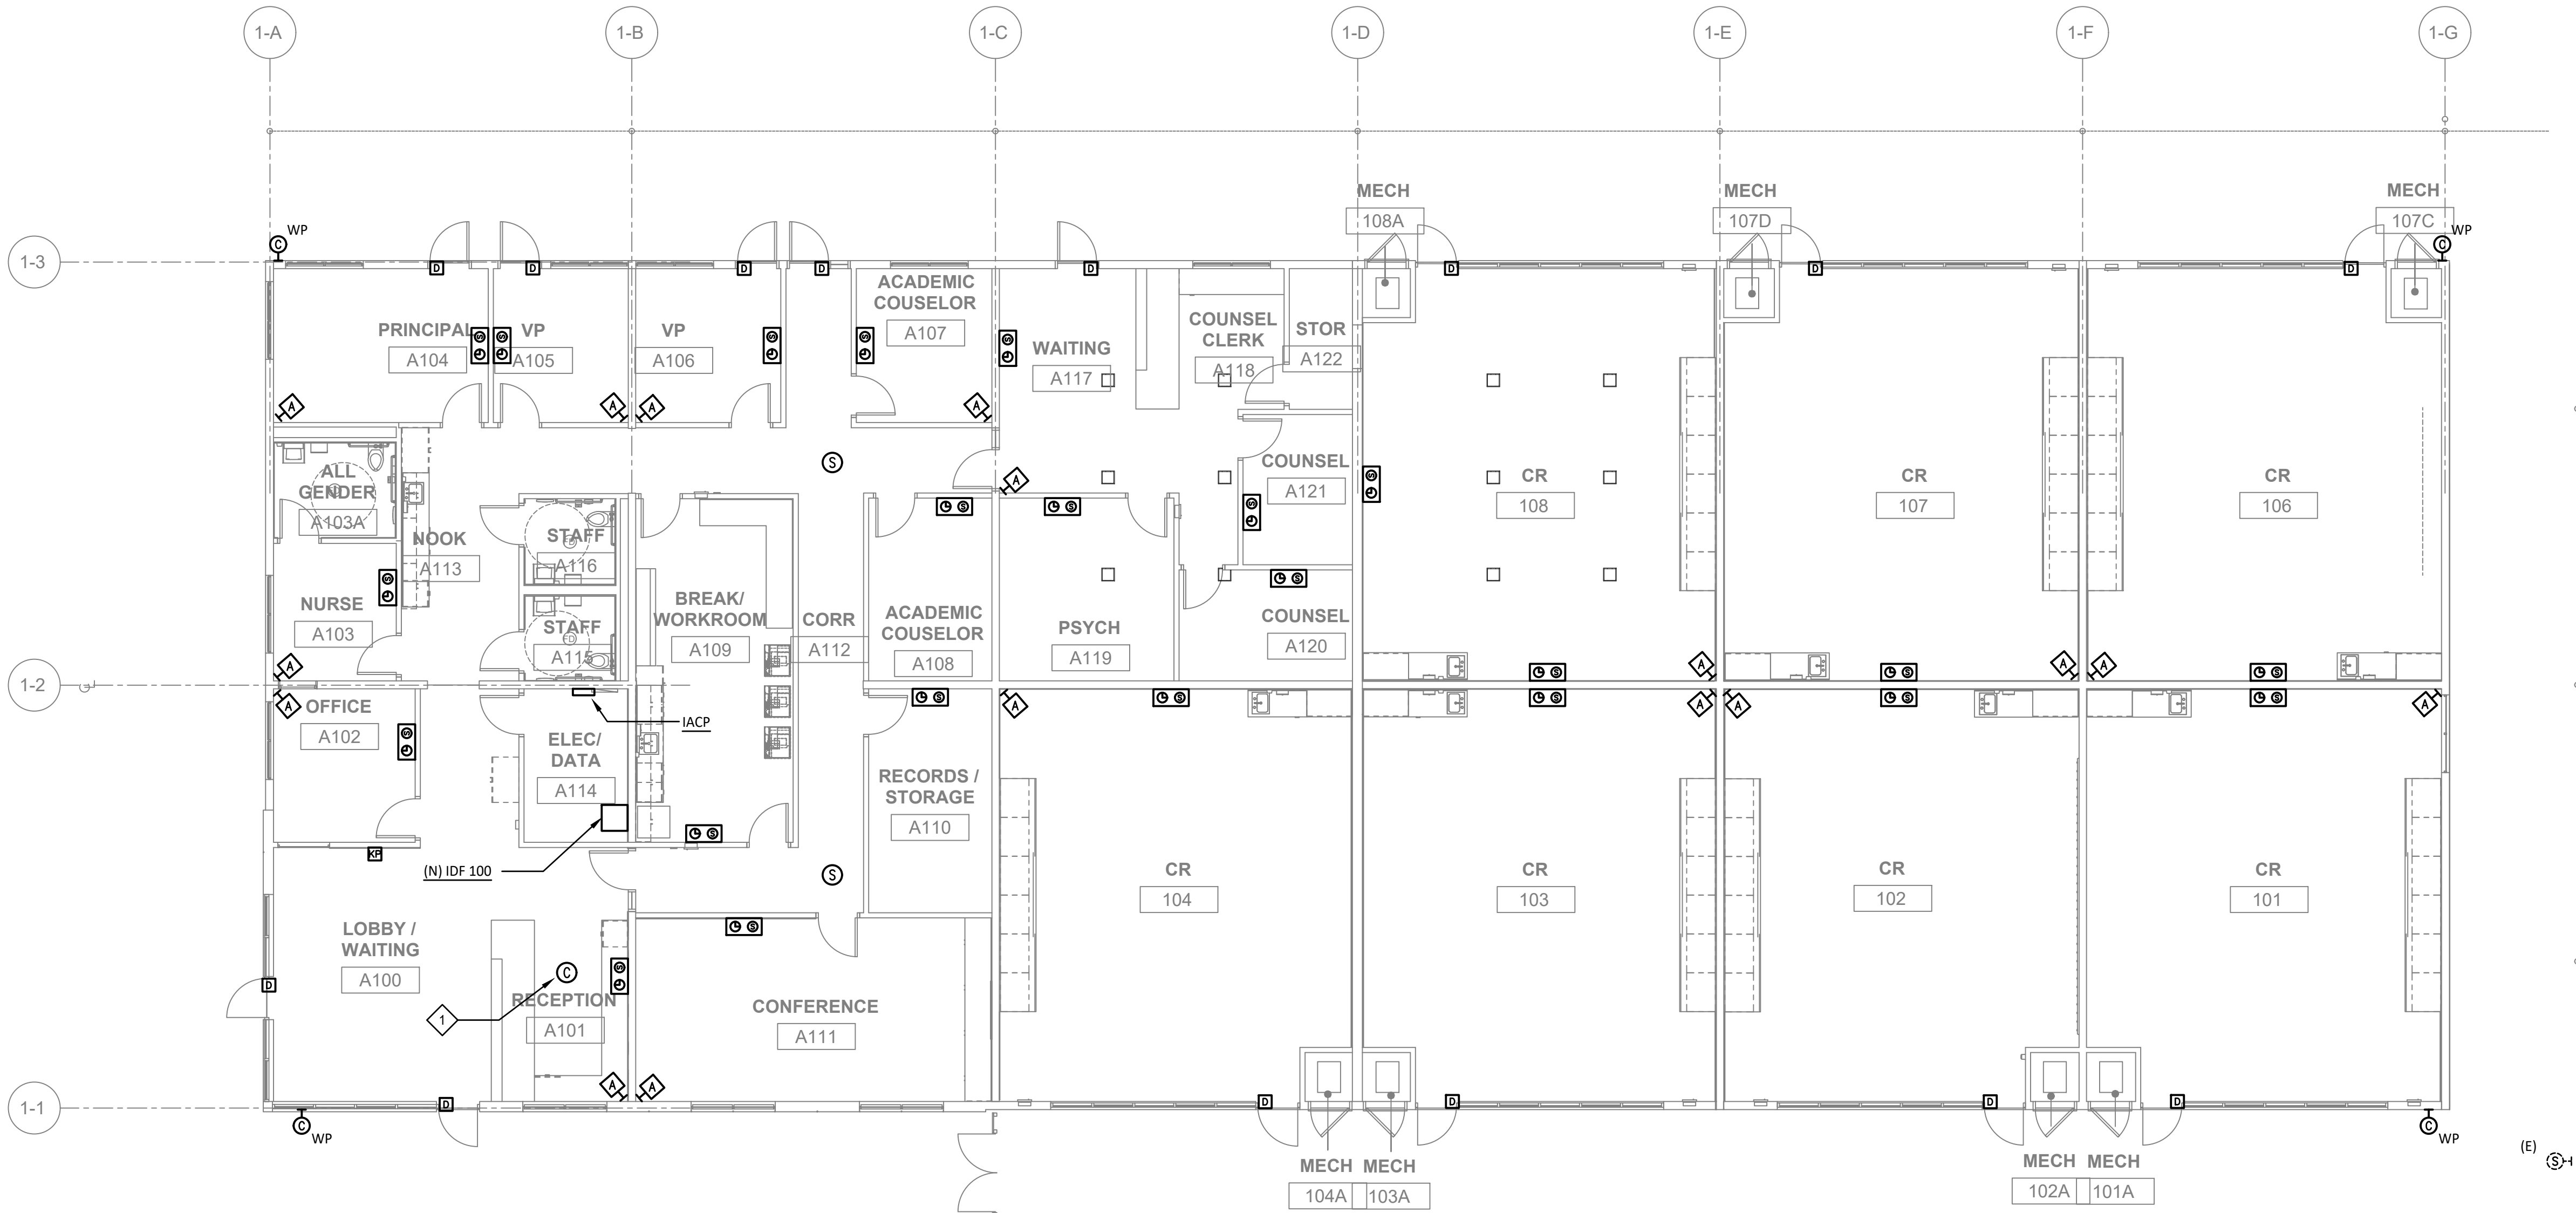 1-A
1-B
1-C
1-D
1-E
1-F
1-G
MECH
108A
MECH
107D
MECH
107C
WP
WP
C
C
1-3
D
D
D
D
D
D
D
D
ACADEMIC
COUSELOR
A107
PRINCIPAL
A104
VP
A105
VP
A106
WAITING
A117
COUNSEL
CLERK
A118
STOR
A122
S
S
S
S
S
A
A
A
A
ALL
GENDER
A103A
S
A
COUNSEL
A121
S
S
CR
108
CR
107
CR
106
S
S
NOOK
A113
STAFF
A116
FD
S
S
NURSE
A103
STAFF
A115
FD
BREAK/
WORKROOM
A109
CORR
A112
ACADEMIC
COUSELOR
A108
PSYCH
A119
COUNSEL
A120
1-2
A
A
A
A
S
S
S
A
A
A
A
A
S
S
S
S
S
OFFICE
A102
S
IACP
ELEC/
DATA
A114
RECORDS /
STORAGE
A110
S
KP
(N) IDF 100
S
CR
104
CR
103
CR
102
CR
101
LOBBY /
WAITING
A100
S
C
S
D
RECEPTION
A101
1
CONFERENCE
A111
A
A
1-1
D
D
D
D
D
C
WP
C
WP
(E)
S
MECH
104A
MECH
103A
MECH
102A
MECH
101A